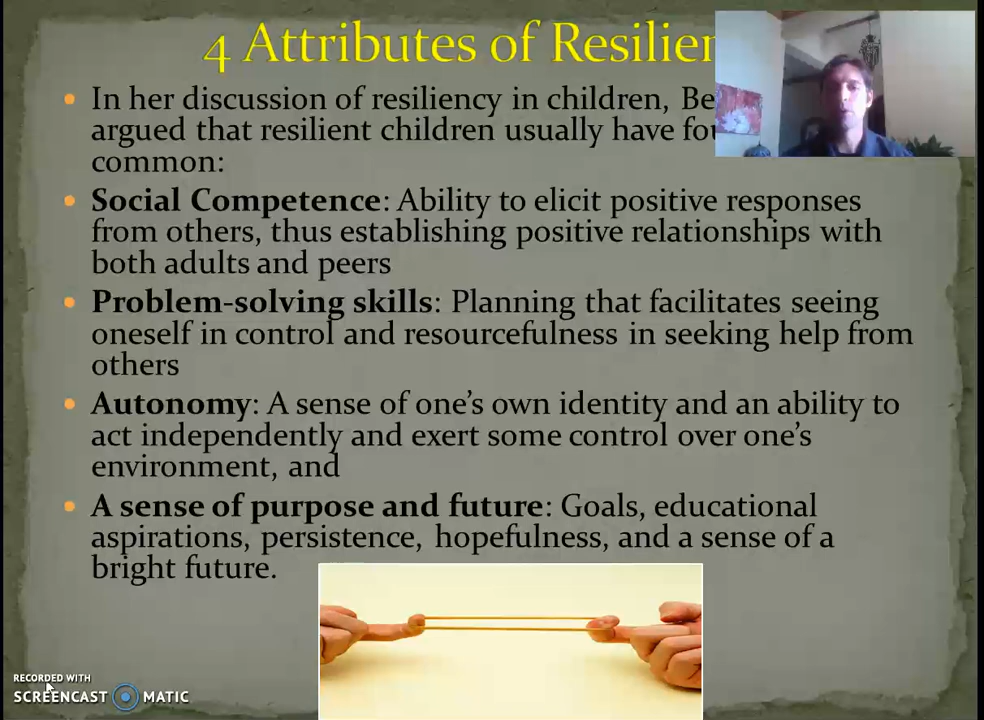 4 Attributes of Resilien
In her discussion of resiliency in children, Be
argued that resilient children usually have fou
common:
Social Competence: Ability to elicit positive responses
from others, thus establishing positive relationships with
both adults and peers
Problem-solving skills: Planning that facilitates seeing
oneself in control and resourcefulness in seeking help from
others
Autonomy: A sense of one's own identity and an ability to
act independently and exert some control over one's
environment, and
A sense of purpose and future: Goals, educational
aspirations, persistence, hopefulness, and a sense of a
bright future.
RECORDED WITH
SCREENCAST MATIC